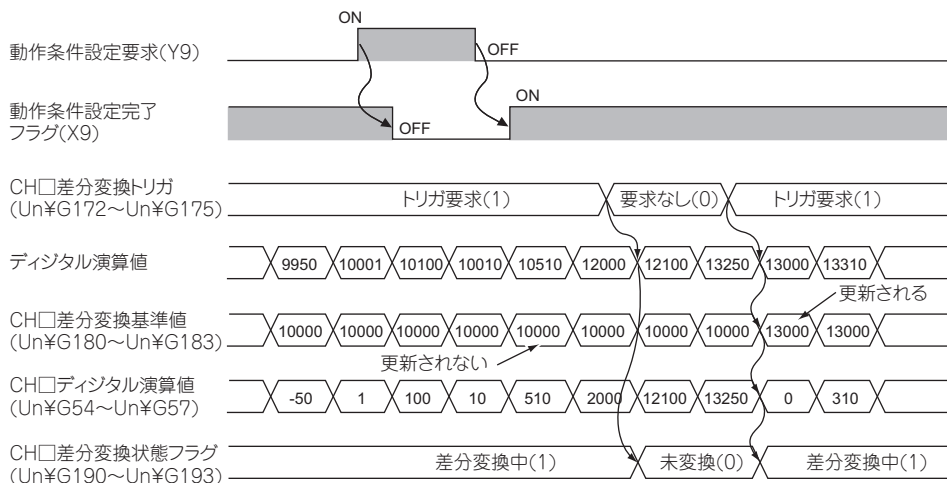 ON
動作条件設定要求(Y9)
OFF
ON
動作条件設定完了
フラグ(X9)
OFF
CH□差分変換トリガ
(Un¥G172～Un¥G175)
トリガ要求(1)
要求なし(0)
トリガ要求(1)
ディジタル演算値
9950 10001 10100 10010 10510 12000 12100 13250 13000 13310
更新される
CH□差分変換基準値
(Un¥G180～Un¥G183)
10000 10000 10000 10000 10000 10000 10000 10000 13000 13000
更新されない
CH□ディジタル演算値
(Un¥G54～Un¥G57)
-50 1 100 10 510 2000 12100 13250 0 310
CH□差分変換状態フラグ
(Un¥G190～Un¥G193)
差分変換中(1)
未変換(0)
差分変換中(1)